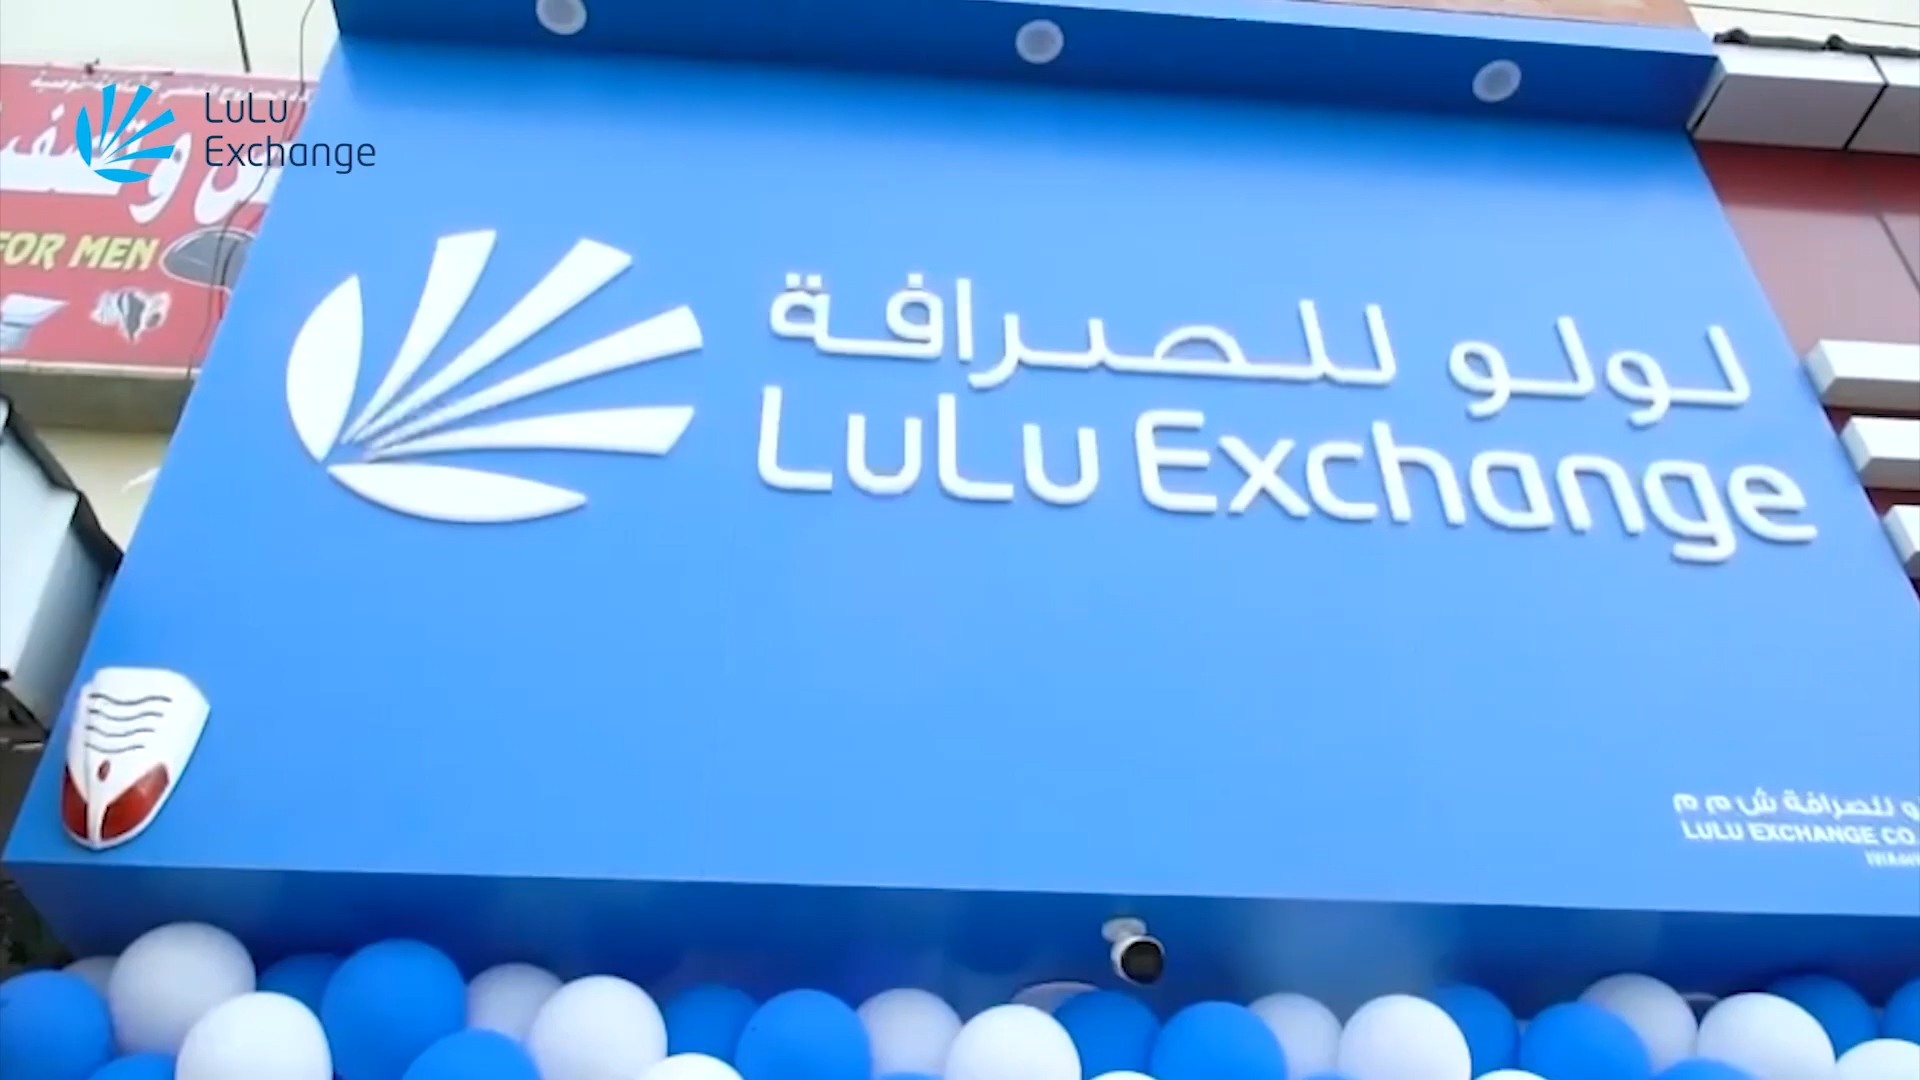 LuLu
Exchange
FOR MEN
لولو للصرافة
LuLu Exchange
للصرافة ش م م
LULU EXCHANGE CO.